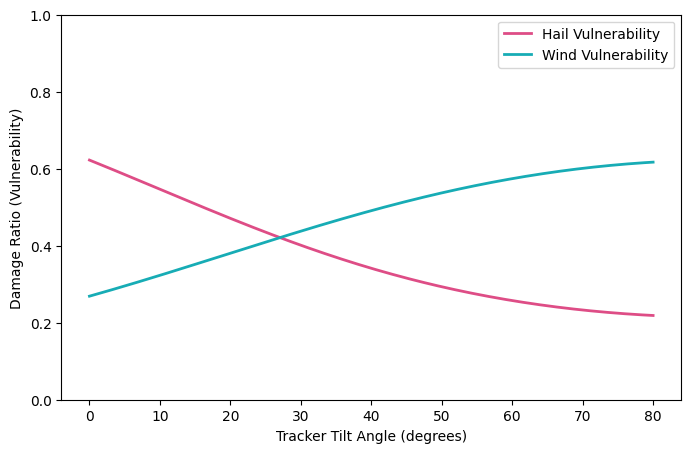 1.0
0.8
0.6
0.4
0.2
0.0
Damage Ratio (Vulnerability)
Hail Vulnerability
Wind Vulnerability
0 10 20 30 40 50 60 70 80
Tracker Tilt Angle (degrees)